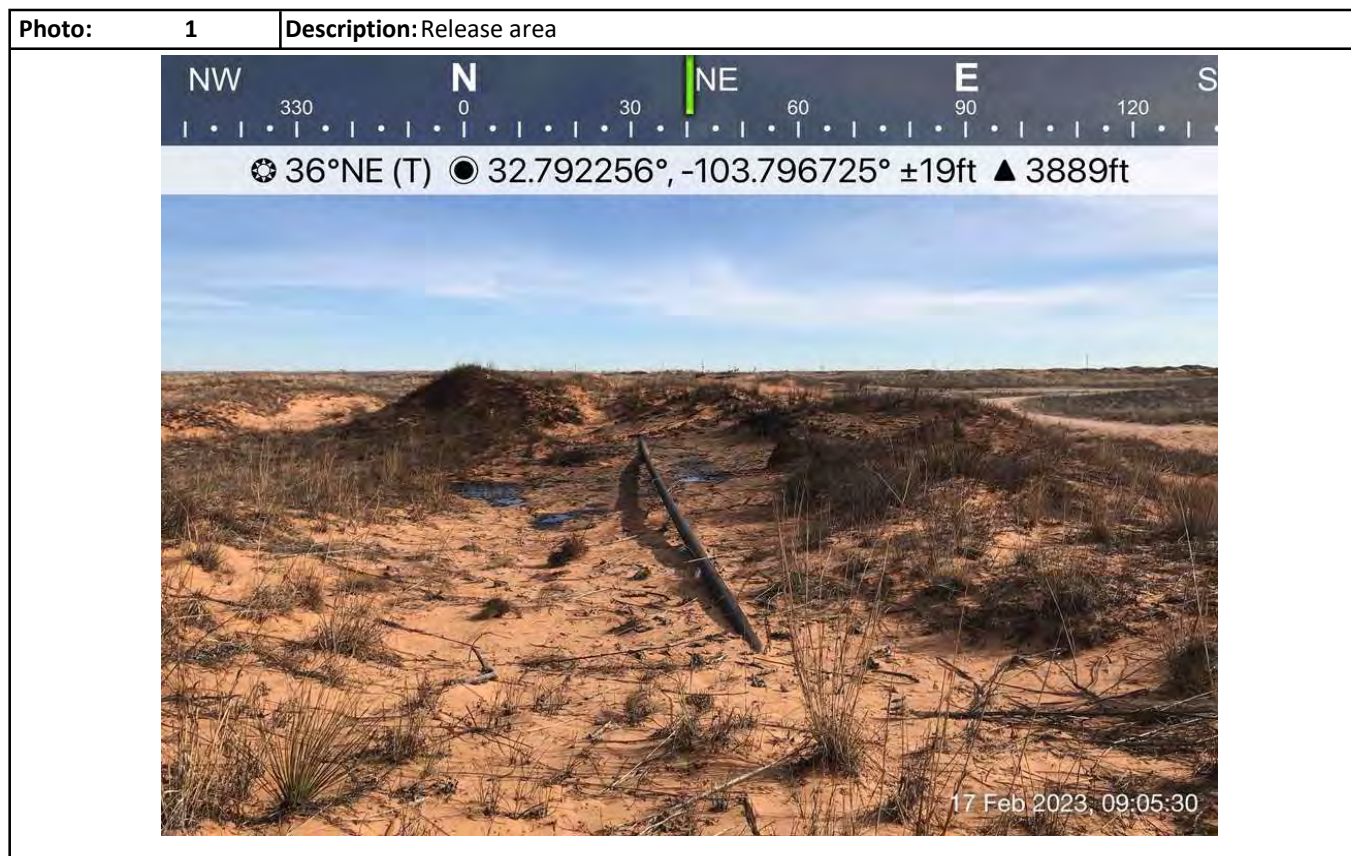 Photo: 1 Description: Release area
NW N NE E S
330 0 30 60 90 120
36°NE (T) 32.792256°, -103.796725° ±19ft ▲ 3889ft
17 Feb 2023, 09:05:30